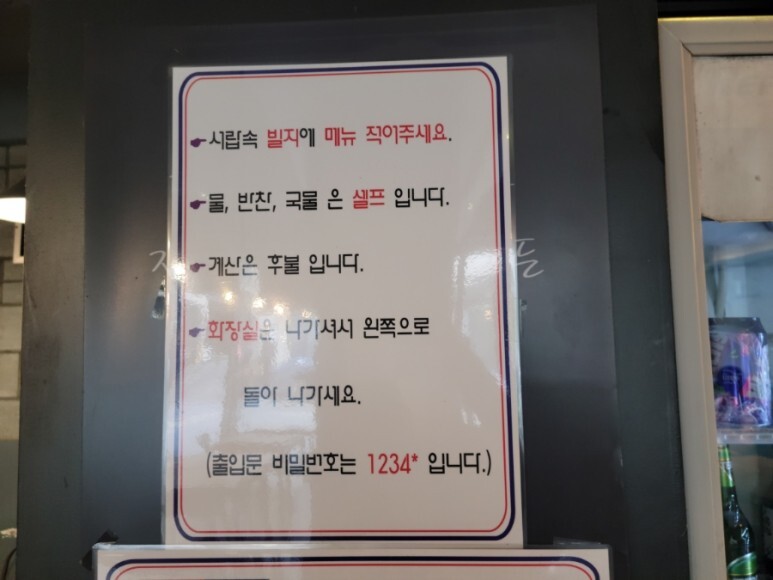 ☛서랍속 빌지에 메뉴 적어주세요.
☛물, 반찬, 국물 은 셀프 입니다.
☛계산은 후불 입니다.
☛화장실은 나가셔서 왼쪽으로
돌아 나가세요.
(출입문 비밀번호는 1234* 입니다.)